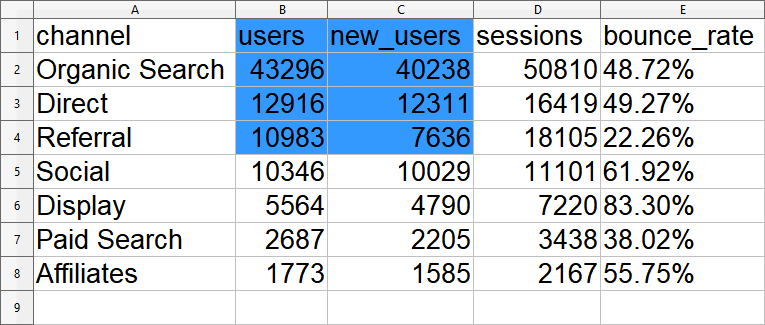 A B C D E
1 channel users new_users sessions bounce_rate
2 Organic Search 43296 40238 50810 48.72%
3 Direct 12916 12311 16419 49.27%
4 Referral 10983 7636 18105 22.26%
5 Social 10346 10029 11101 61.92%
6 Display 5564 4790 7220 83.30%
7 Paid Search 2687 2205 3438 38.02%
8 Affiliates 1773 1585 2167 55.75%
9